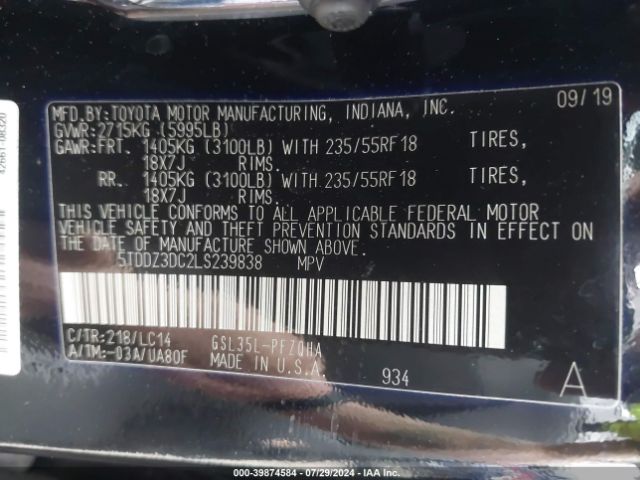 42661-08320
MFD.BY:TOYOTA MOTOR MANUFACTURING, INDIANA, INC. 09/19
GVWR:2715KG (5995LB)
GAWR:FRT. 1405KG (3100LB) WITH 235/55RF18 TIRES,
18X7J RIMS.
RR. 1405KG (3100LB) WITH 235/55RF18 TIRES,
18X7J RIMS.
THIS VEHICLE CONFORMS TO ALL APPLICABLE FEDERAL MOTOR
VEHICLE SAFETY AND THEFT PREVENTION STANDARDS IN EFFECT
ON THE DATE OF MANUFACTURE SHOWN ABOVE.
5TDDZ3DC2LS239838 MPV
C/TR:218/LC14 GSL35L-PFZQHA
A/TM:-03A/UA80F MADE IN U.S.A.
934 A
000-39874584 / 07/29/2024 / IAA Inc.